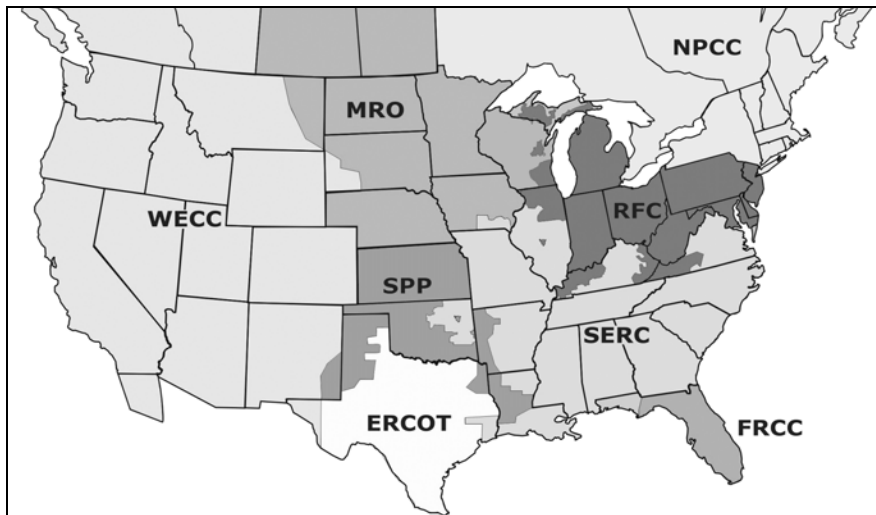 NPCC
MRO
WECC
RFC
SPP
SERC
ERCOT
FRCC